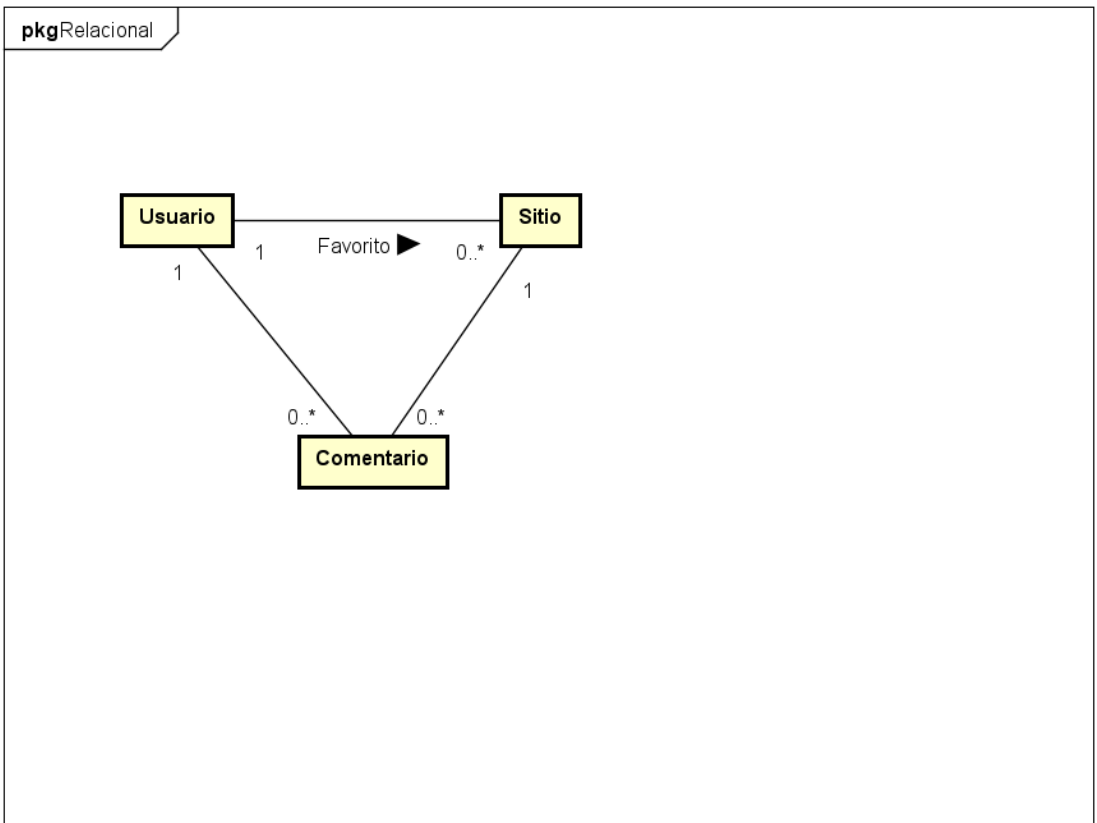 pkgRelacional
Usuario
Sitio
1
Favorito
0..*
1
1
0..*
0..*
Comentario